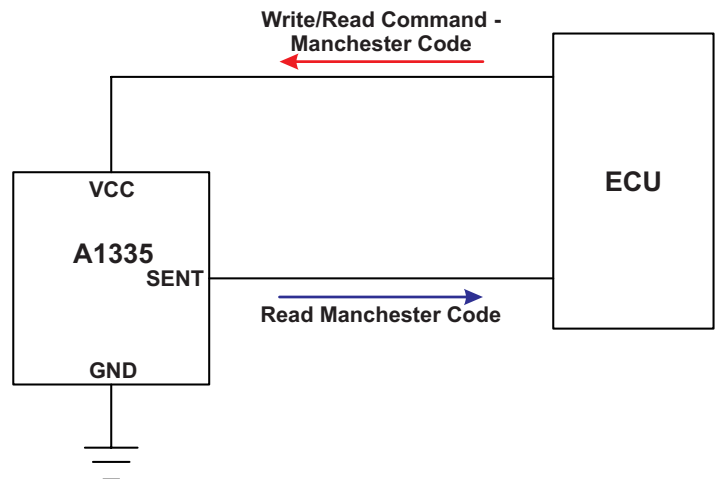 Write/Read Command -
Manchester Code
ECU
VCC
A1335
SENT
Read Manchester Code
GND